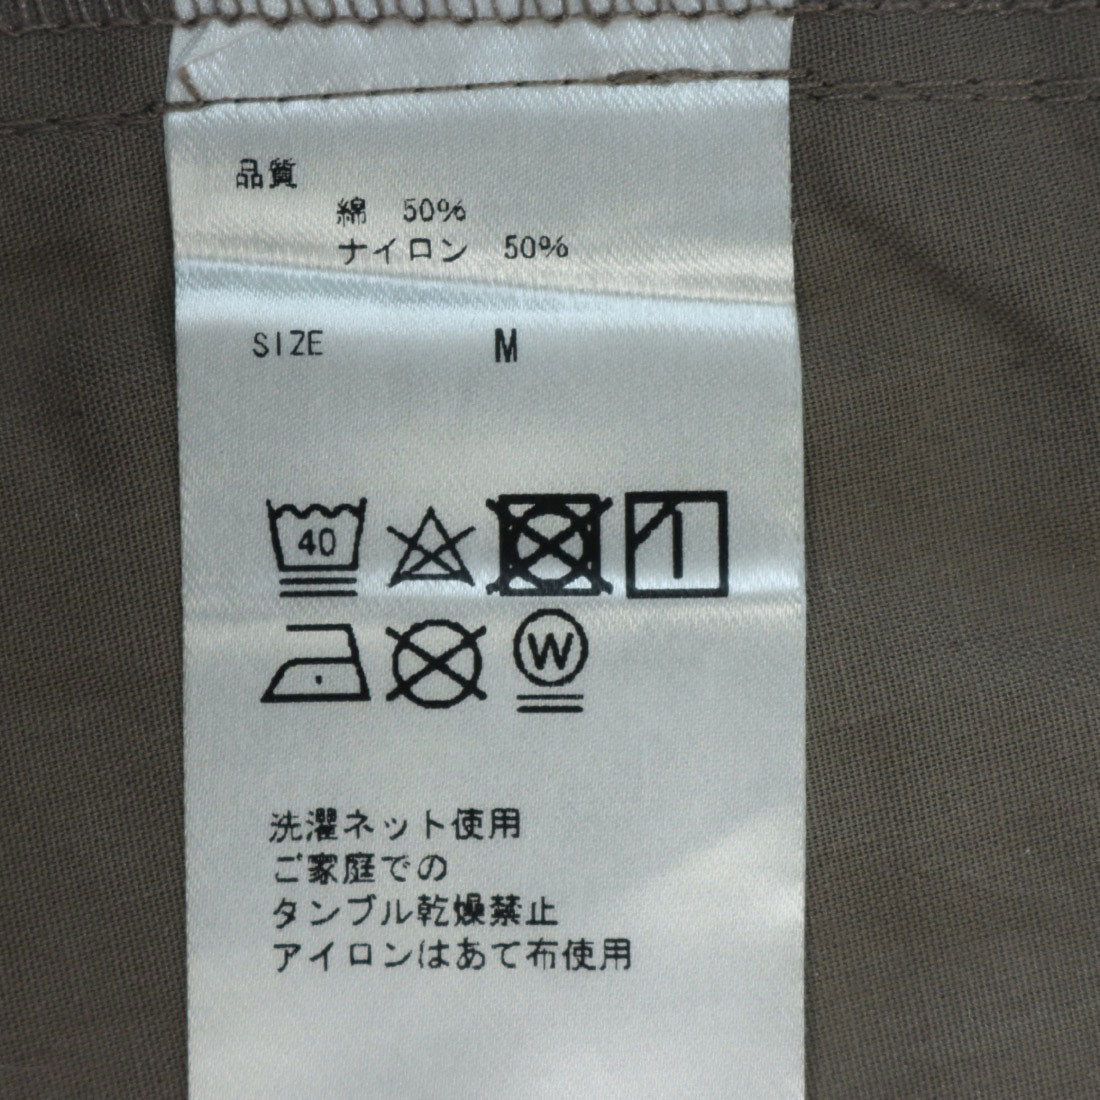 品質
綿 50%
ナイロン 50%
SIZE M
40
W
洗濯ネット使用
ご家庭での
タンブル乾燥禁止
アイロンはあて布使用